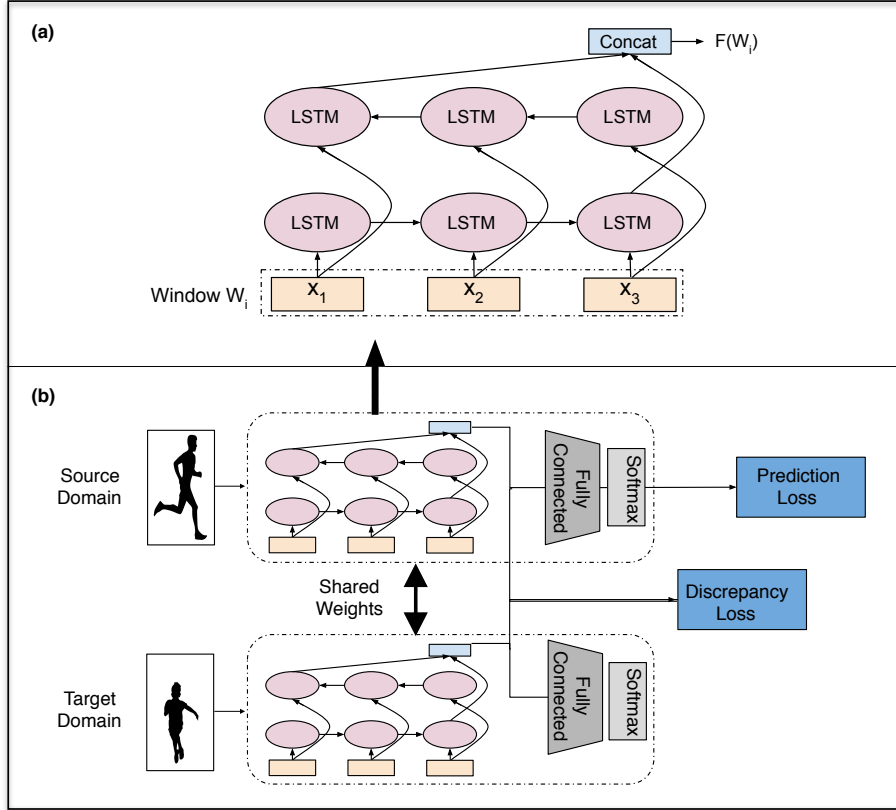 (a)
Concat
F(W_i)
LSTM LSTM LSTM
LSTM LSTM LSTM
Window W_i
x_1 x_2 x_3
(b)
Source
Domain
Fully
Connected
Softmax
Prediction
Loss
Shared
Weights
Discrepancy
Loss
Target
Domain
Fully
Connected
Softmax